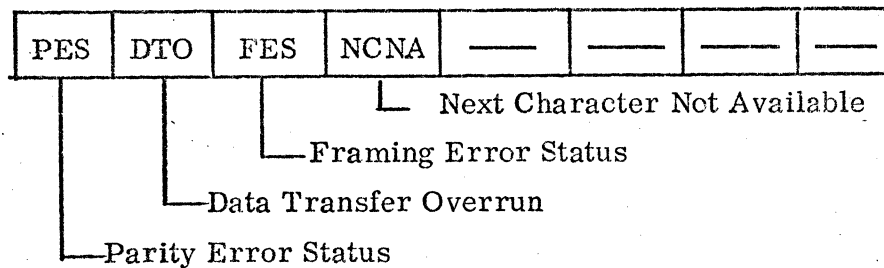 PES DTO FES NCNA — — — —
Next Character Not Available
Framing Error Status
Data Transfer Overrun
Parity Error Status